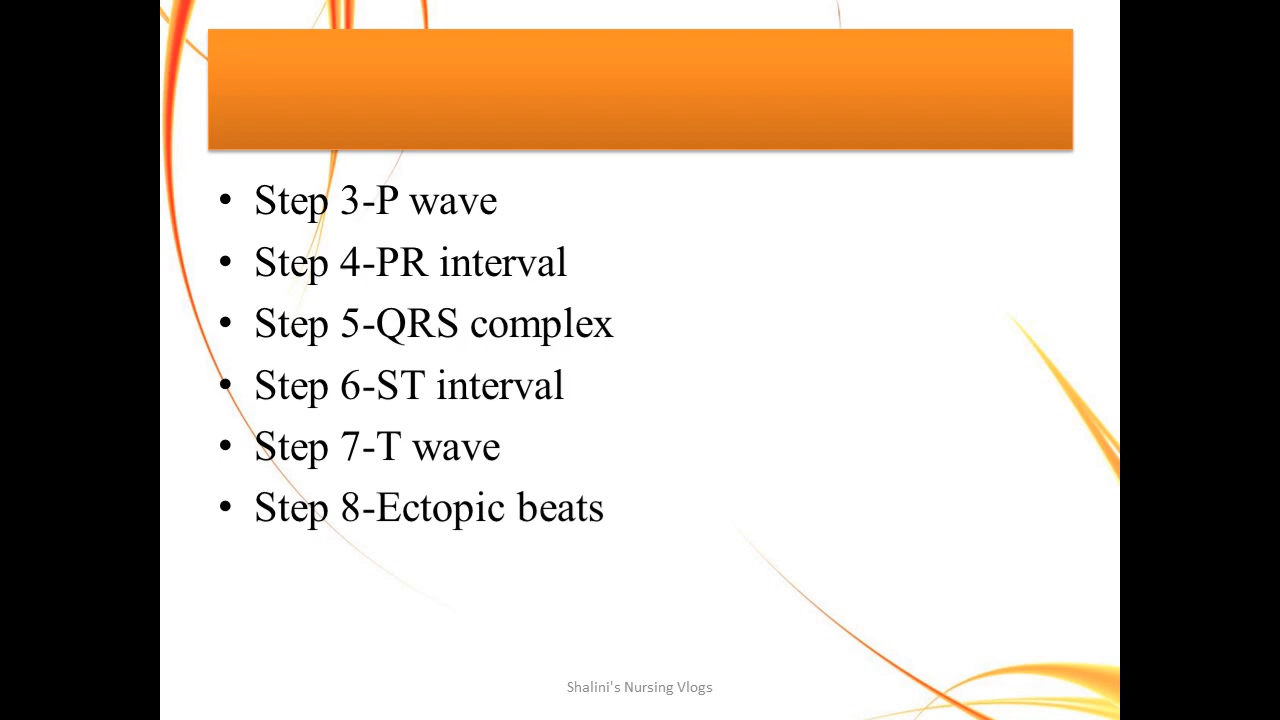 • Step 3-P wave
• Step 4-PR interval
• Step 5-QRS complex
• Step 6-ST interval
• Step 7-T wave
• Step 8-Ectopic beats
Shalini's Nursing Vlogs